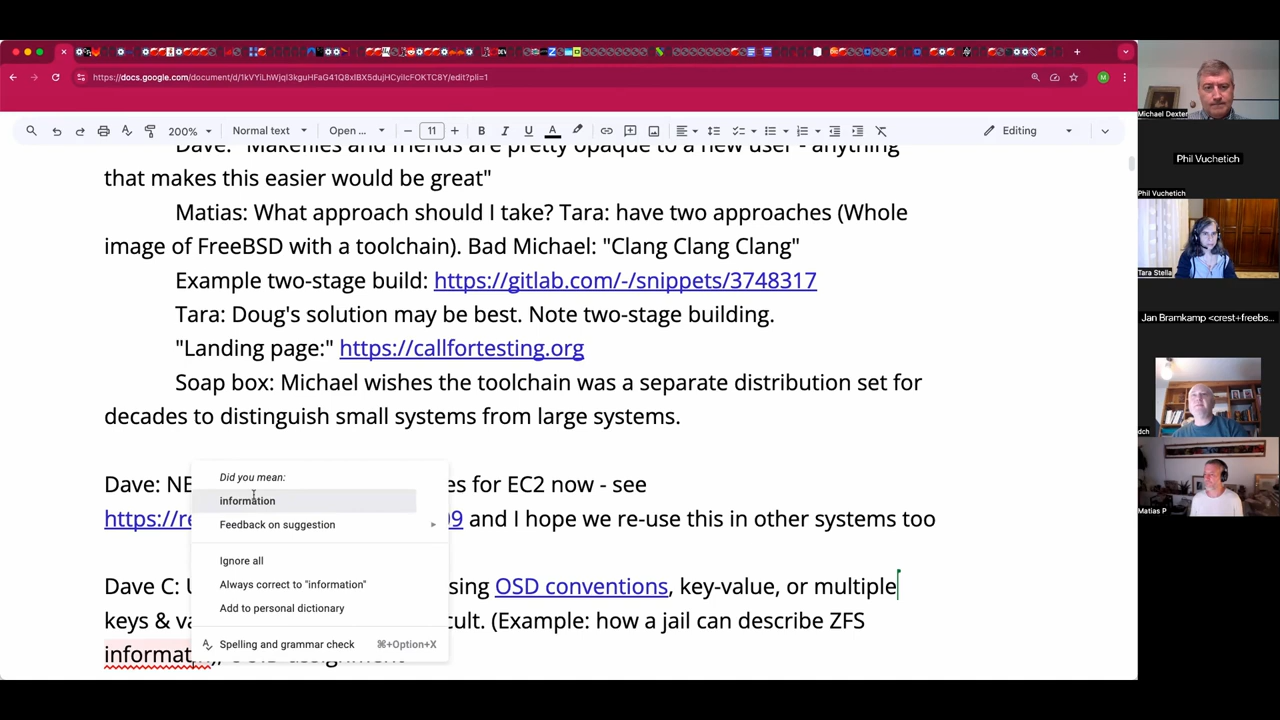 https://docs.google.com/document/d/1kVYiLhWjqI3kguHFaG41Q8xIBX5dujHCyiIcFOKTC8Y/edit?pli=1
M
200%
Normal text
Open ...
11
Editing
Dave: "Makefiles and friends are pretty opaque to a new user - anything
that makes this easier would be great"
Matias: What approach should I take? Tara: have two approaches (Whole
image of FreeBSD with a toolchain). Bad Michael: "Clang Clang Clang"
Example two-stage build: https://gitlab.com/-/snippets/3748317
Tara: Doug's solution may be best. Note two-stage building.
"Landing page:" https://callfortesting.org
Soap box: Michael wishes the toolchain was a separate distribution set for
decades to distinguish small systems from large systems.
Dave: es for EC2 now - see
https://re 9 and I hope we re-use this in other systems too
Dave C: sing OSD conventions, key-value, or multiple
keys & va cult. (Example: how a jail can describe ZFS
Did you mean:
information
Feedback on suggestion
Ignore all
Always correct to "information"
Add to personal dictionary
Spelling and grammar check ⌘+Option+X
Michael Dexter
Phil Vuchetich
Phil Vuchetich
Tara Stella
Jan Bramkamp <crest+freebs...
dch
Matias P